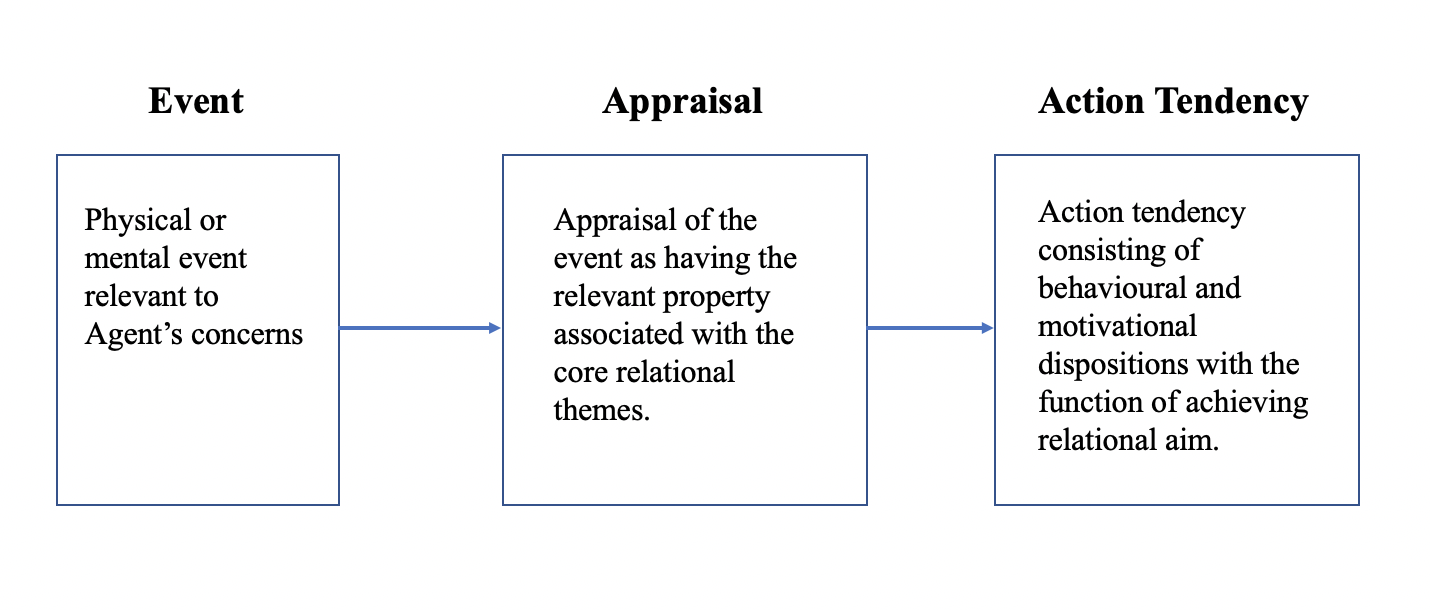 Event
Physical or
mental event
relevant to
Agent’s concerns
Appraisal
Appraisal of the
event as having the
relevant property
associated with the
core relational
themes.
Action Tendency
Action tendency
consisting of
behavioural and
motivational
dispositions with the
function of achieving
relational aim.